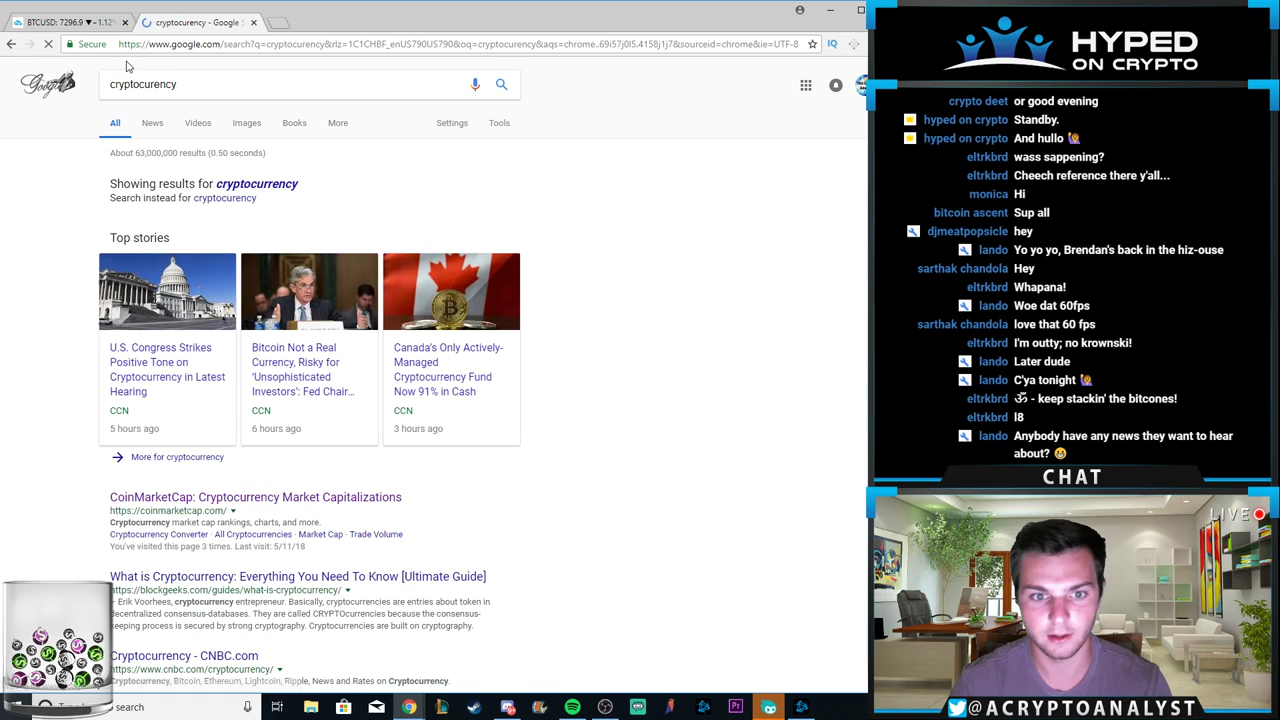 BTCUSD: 7296.9 ▼−1.12%
cryptocurency - Google S
Secure
https://www.google.com/search?q=cryptocurency&rlz=1C1CHBF_enUS790US790&oq=cryptocurency&aqs=chrome..69i57j0l5.4158j1j7&sourceid=chrome&ie=UTF-8
Google
cryptocurency
All
News
Videos
Images
Books
More
Settings
Tools
About 63,000,000 results (0.50 seconds)
Showing results for cryptocurrency
Search instead for cryptocurency
Top stories
U.S. Congress Strikes
Positive Tone on
Cryptocurrency in Latest
Hearing
CCN
5 hours ago
Bitcoin Not a Real
Currency, Risky for
'Unsophisticated
Investors': Fed Chair...
CCN
6 hours ago
Canada's Only Actively-
Managed
Cryptocurrency Fund
Now 91% in Cash
CCN
3 hours ago
More for cryptocurrency
CoinMarketCap: Cryptocurrency Market Capitalizations
https://coinmarketcap.com/
Cryptocurrency market cap rankings, charts, and more.
Cryptocurrency Converter · All Cryptocurrencies · Market Cap · Trade Volume
You've visited this page 3 times. Last visit: 5/11/18
What is Cryptocurrency: Everything You Need To Know [Ultimate Guide]
https://blockgeeks.com/guides/what-is-cryptocurrency/
- Erik Voorhees, cryptocurrency entrepreneur. Basically, cryptocurrencies are entries about token in
decentralized consensus-databases. They are called CRYPTOcurrencies because the consensus-
keeping process is secured by strong cryptography. Cryptocurrencies are built on cryptography.
Cryptocurrency - CNBC.com
https://www.cnbc.com/cryptocurrency/
Cryptocurrency, Bitcoin, Ethereum, Lightcoin, Ripple, News and Rates on Cryptocurrency.
search
HYPED
ON CRYPTO
crypto deet or good evening
hyped on crypto Standby.
hyped on crypto And hullo 🙋
eltrkbrd wass sappening?
eltrkbrd Cheech reference there y'all...
monica Hi
bitcoin ascent Sup all
djmeatpopsicle hey
lando Yo yo yo, Brendan's back in the hiz-ouse
sarthak chandola Hey
eltrkbrd Whapana!
lando Woe dat 60fps
sarthak chandola love that 60 fps
eltrkbrd I'm outty; no krownski!
lando Later dude
lando C'ya tonight 🙋
eltrkbrd ॐ - keep stackin' the bitcones!
eltrkbrd l8
lando Anybody have any news they want to hear
about? 😁
CHAT
LIVE
@ACRYPTOANALYST